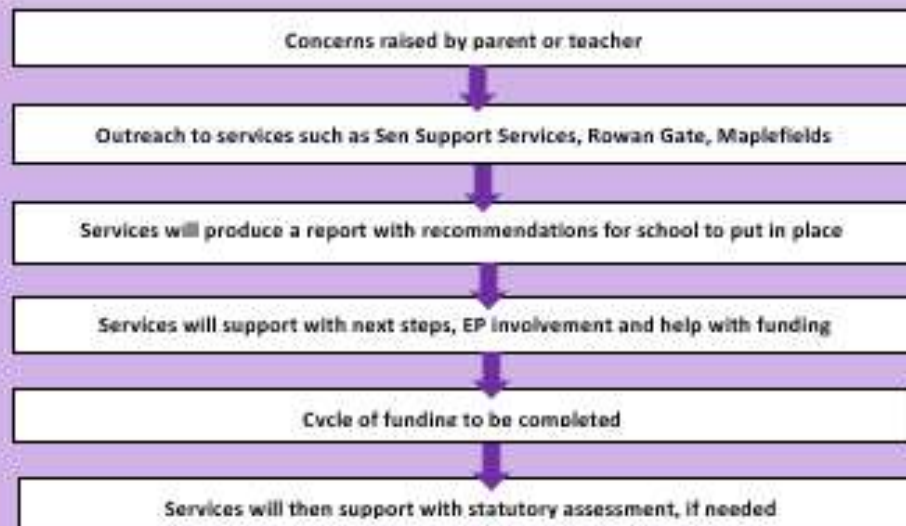 Concerns raised by parent or teacher
Outreach to services such as Sen Support Services, Rowan Gate, Maplefields
Services will produce a report with recommendations for school to put in place
Services will support with next steps, EP involvement and help with funding
Cycle of funding to be completed
Services will then support with statutory assessment, if needed